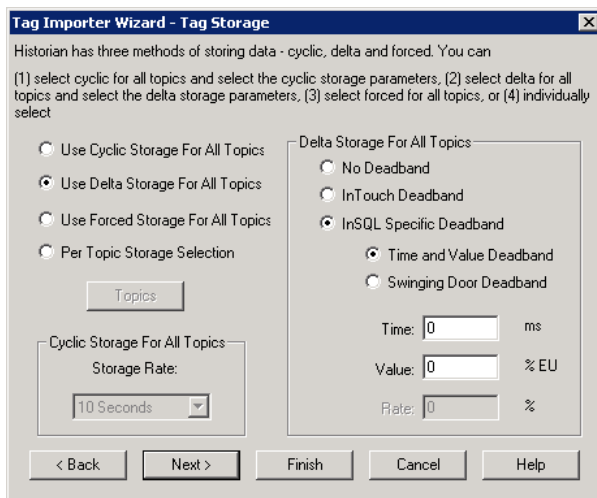 Tag Importer Wizard - Tag Storage
Historian has three methods of storing data - cyclic, delta and forced. You can
(1) select cyclic for all topics and select the cyclic storage parameters, (2) select delta for all
topics and select the delta storage parameters, (3) select forced for all topics, or (4) individually
select
Use Cyclic Storage For All Topics
Use Delta Storage For All Topics
Use Forced Storage For All Topics
Per Topic Storage Selection
Topics
Cyclic Storage For All Topics
Storage Rate:
10 Seconds
Delta Storage For All Topics
No Deadband
InTouch Deadband
InSQL Specific Deadband
Time and Value Deadband
Swinging Door Deadband
Time: 0 ms
Value: 0 % EU
Rate: 0 %
< Back Next > Finish Cancel Help